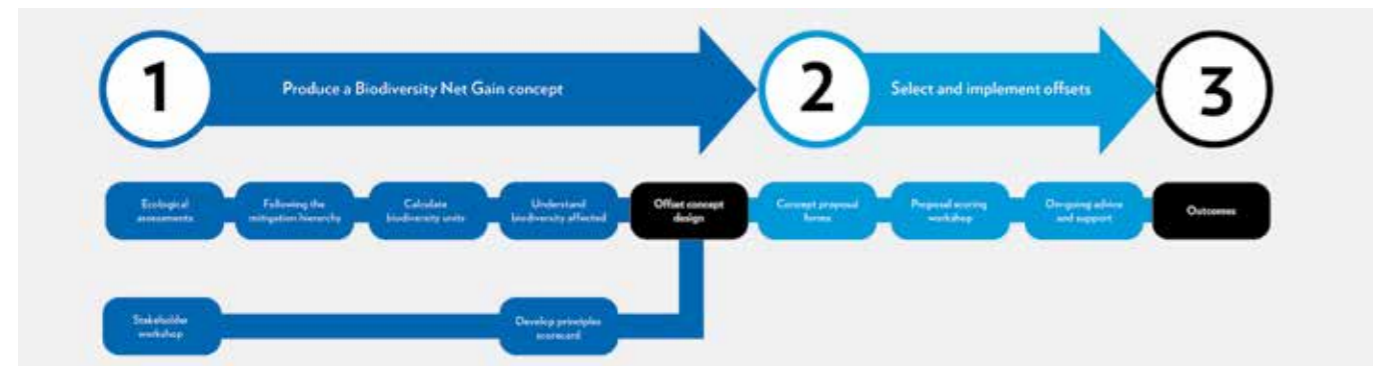 1
Produce a Biodiversity Net Gain concept
2
Select and implement offsets
3
Ecological
assessments
Following the
mitigation hierarchy
Calculate
biodiversity units
Understand
biodiversity affected
Offset concept
design
Concept proposal
forms
Proposal scoring
workshop
On-going advice
and support
Outcomes
Stakeholder
workshop
Develop principles
scorecard